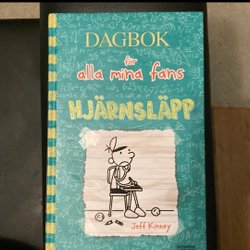 DAGBOK
för
alla mina fans
HJÄRNSLÄPP
Jeff Kinney